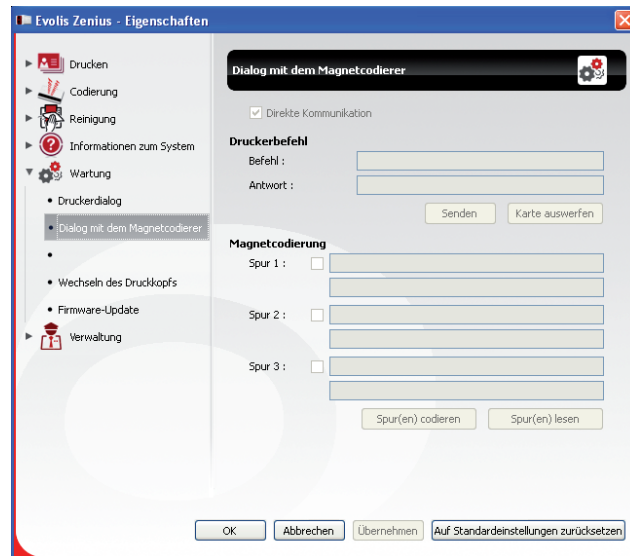 Evolis Zenius - Eigenschaften
Drucken
Codierung
Reinigung
Informationen zum System
Wartung
Druckerdialog
Dialog mit dem Magnetcodierer
Wechseln des Druckkopfs
Firmware-Update
Verwaltung
Dialog mit dem Magnetcodierer
Direkte Kommunikation
Druckerbefehl
Befehl :
Antwort :
Senden Karte auswerfen
Magnetcodierung
Spur 1 :
Spur 2 :
Spur 3 :
Spur(en) codieren Spur(en) lesen
OK Abbrechen Übernehmen Auf Standardeinstellungen zurücksetzen